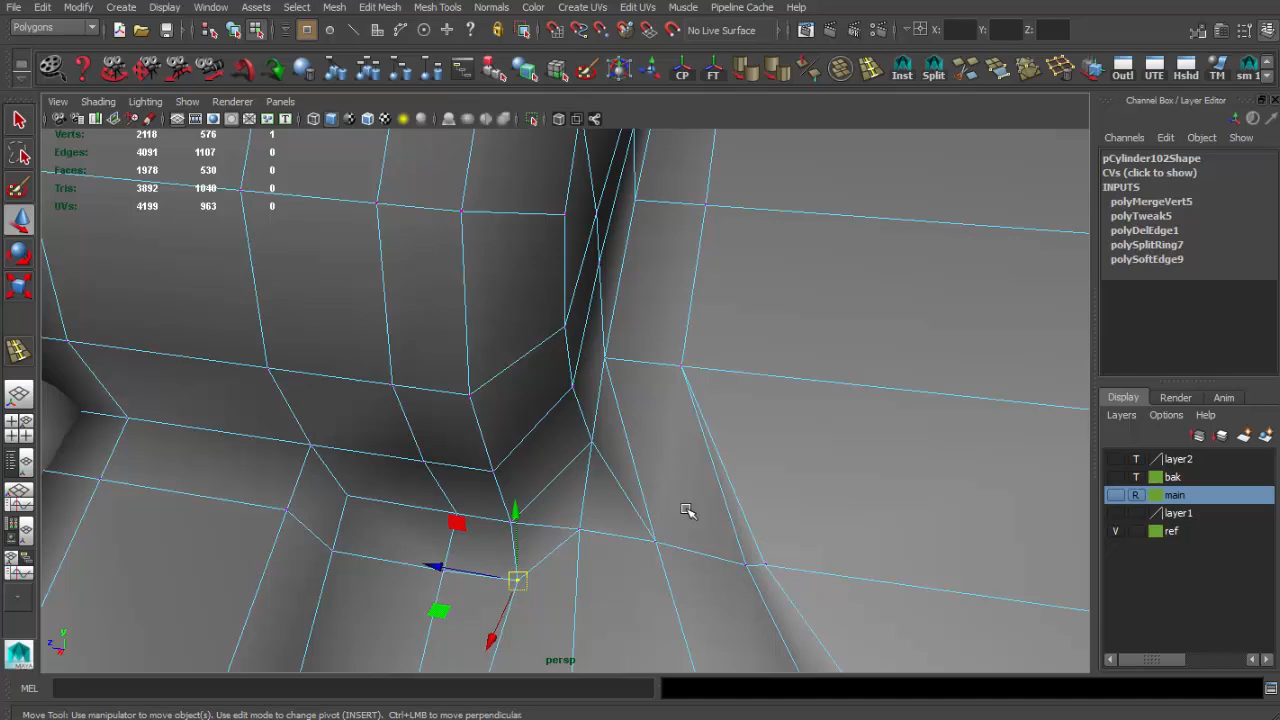 File Edit Modify Create Display Window Assets Select Mesh Edit Mesh Mesh Tools Normals Color Create UVs Edit UVs Muscle Pipeline Cache Help
Polygons No Live Surface X: Y: Z:
CP FT Inst Split Outl UTE Hshd TM sm 1
View Shading Lighting Show Renderer Panels
Channel Box / Layer Editor
Channels Edit Object Show
Verts: 2118 576 1
Edges: 4091 1107 0
Faces: 1978 530 0
Tris: 3892 1040 0
UVs: 4199 963 0
pCylinder102Shape
CVs (click to show)
INPUTS
polyMergeVert5
polyTweak5
polyDelEdge1
polySplitRing7
polySoftEdge9
Display Render Anim
Layers Options Help
T layer2
T bak
R main
layer1
V ref
y
z
x
persp
MAYA
MEL
Move Tool: Use manipulator to move object(s). Use edit mode to change pivot (INSERT). Ctrl+LMB to move perpendicular.